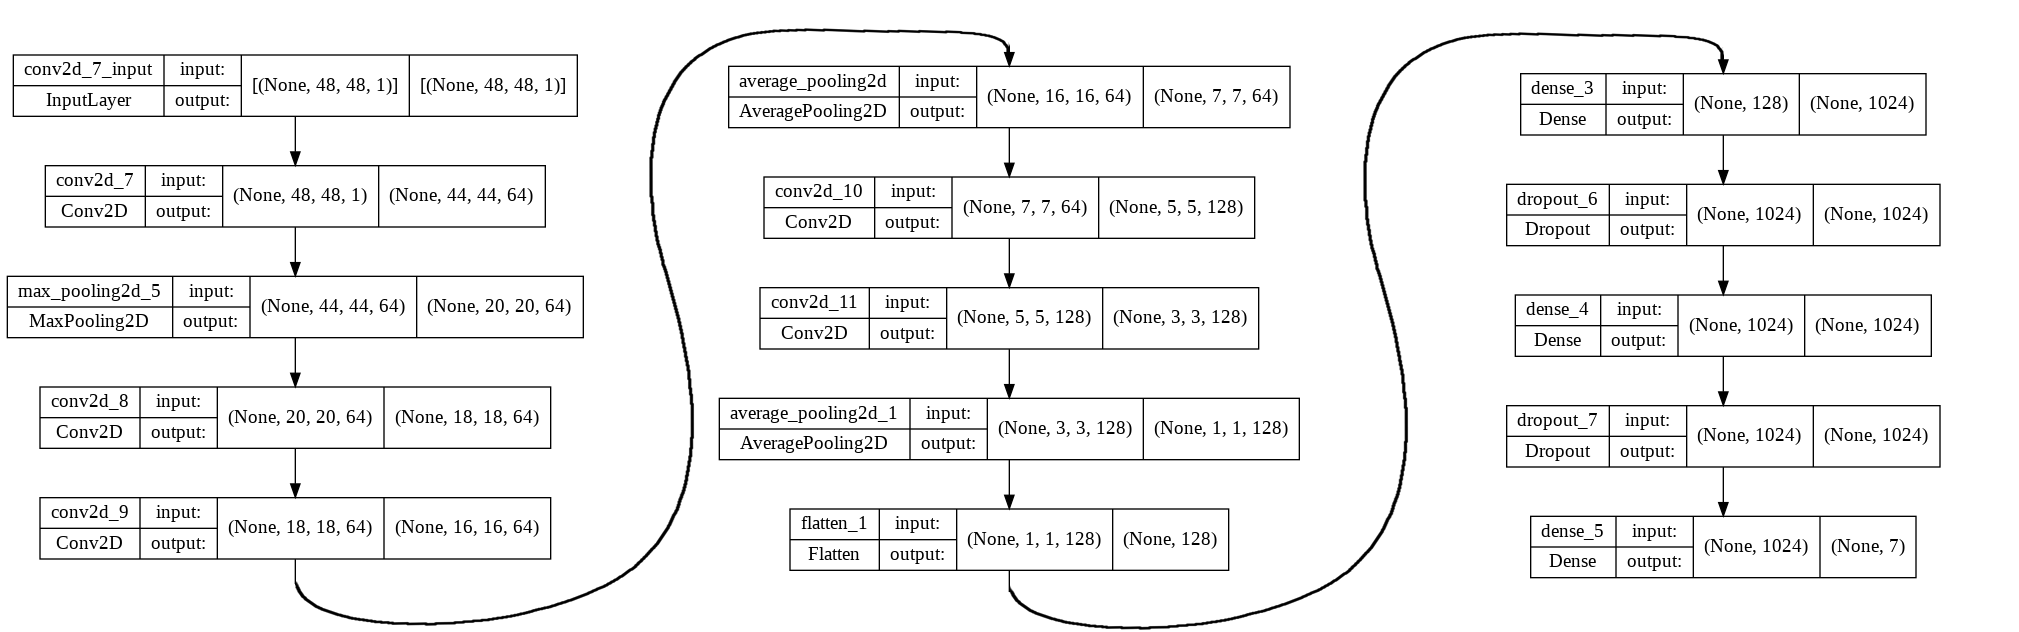 conv2d_7_input input: [(None, 48, 48, 1)] [(None, 48, 48, 1)]
InputLayer output:
conv2d_7 input: (None, 48, 48, 1) (None, 44, 44, 64)
Conv2D output:
max_pooling2d_5 input: (None, 44, 44, 64) (None, 20, 20, 64)
MaxPooling2D output:
conv2d_8 input: (None, 20, 20, 64) (None, 18, 18, 64)
Conv2D output:
conv2d_9 input: (None, 18, 18, 64) (None, 16, 16, 64)
Conv2D output:
average_pooling2d input: (None, 16, 16, 64) (None, 7, 7, 64)
AveragePooling2D output:
conv2d_10 input: (None, 7, 7, 64) (None, 5, 5, 128)
Conv2D output:
conv2d_11 input: (None, 5, 5, 128) (None, 3, 3, 128)
Conv2D output:
average_pooling2d_1 input: (None, 3, 3, 128) (None, 1, 1, 128)
AveragePooling2D output:
flatten_1 input: (None, 1, 1, 128) (None, 128)
Flatten output:
dense_3 input: (None, 128) (None, 1024)
Dense output:
dropout_6 input: (None, 1024) (None, 1024)
Dropout output:
dense_4 input: (None, 1024) (None, 1024)
Dense output:
dropout_7 input: (None, 1024) (None, 1024)
Dropout output:
dense_5 input: (None, 1024) (None, 7)
Dense output: